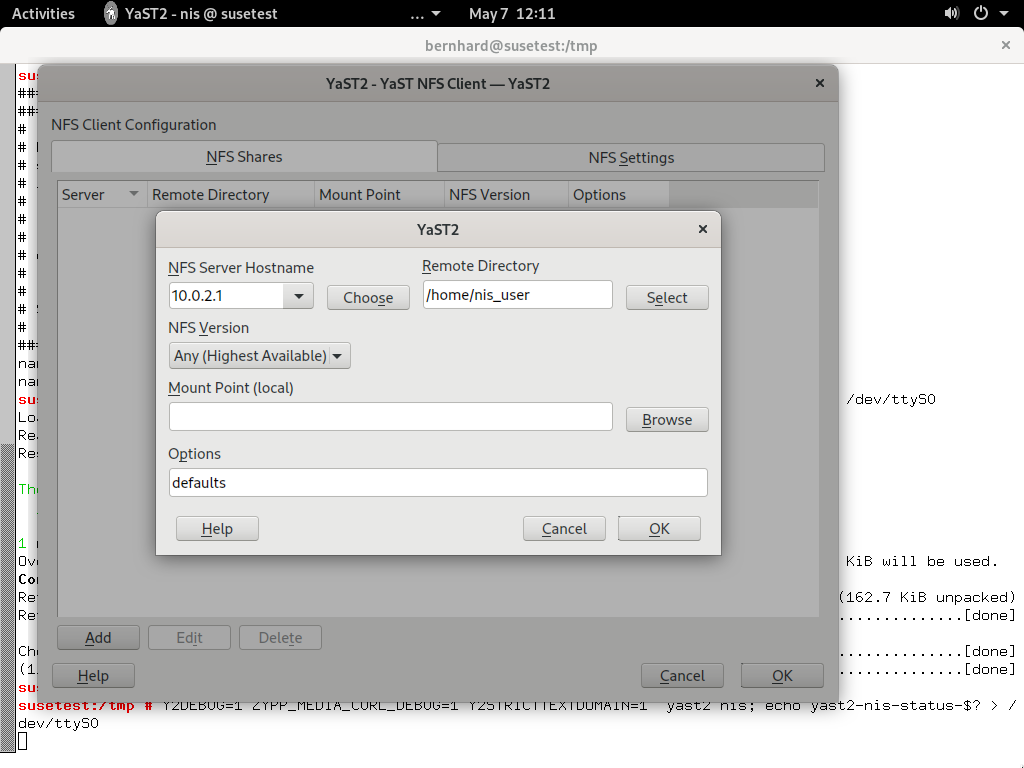 Activities YaST2 - nis @ susetest ... May 7 12:11
bernhard@susetest:/tmp
YaST2 - YaST NFS Client — YaST2
NFS Client Configuration
NFS Shares NFS Settings
Server Remote Directory Mount Point NFS Version Options
YaST2
NFS Server Hostname Remote Directory
10.0.2.1 Choose /home/nis_user Select
NFS Version
Any (Highest Available)
Mount Point (local)
Browse
Options
defaults
Help Cancel OK
Add Edit Delete
Help Cancel OK
/dev/ttyS0
KiB will be used.
(162.7 KiB unpacked)
..............[done]
..............[done]
..............[done]
susetest:/tmp # Y2DEBUG=1 ZYPP_MEDIA_CURL_DEBUG=1 Y2STRICTTEXTDOMAIN=1 yast2 nis; echo yast2-nis-status-$? > /
dev/ttyS0